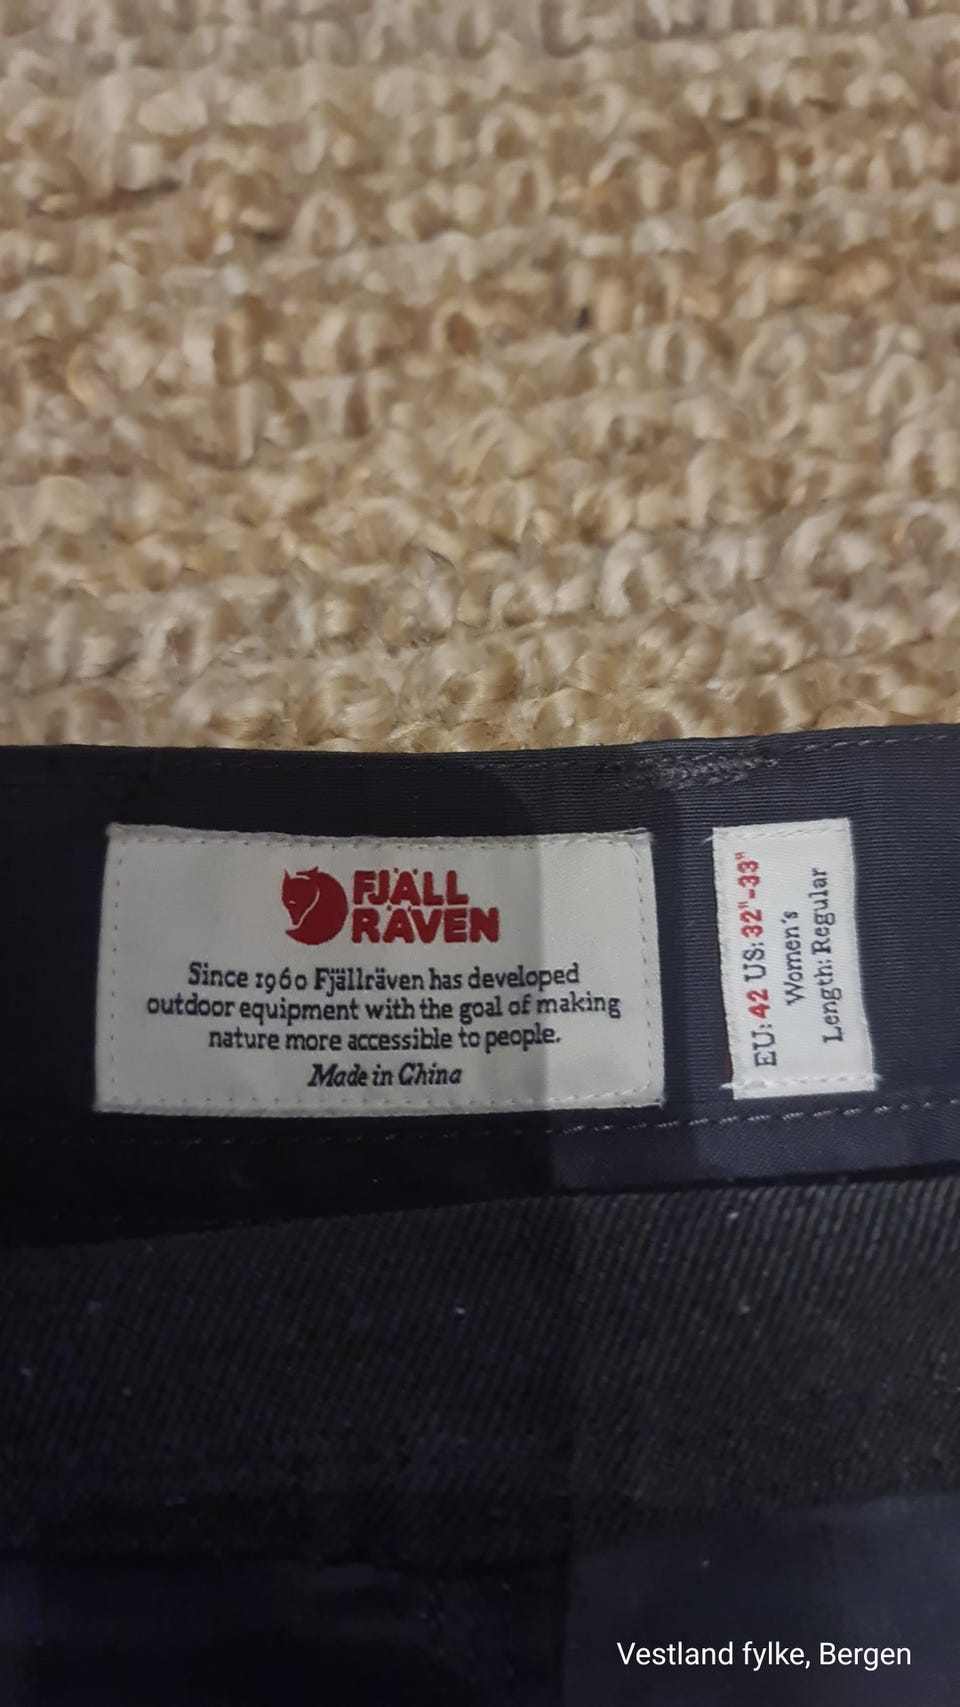 FJÄLL
RÄVEN
Since 1960 Fjällräven has developed
outdoor equipment with the goal of making
nature more accessible to people.
Made in China
EU: 42 US: 32"-33"
Women's
Length: Regular
Vestland fylke, Bergen